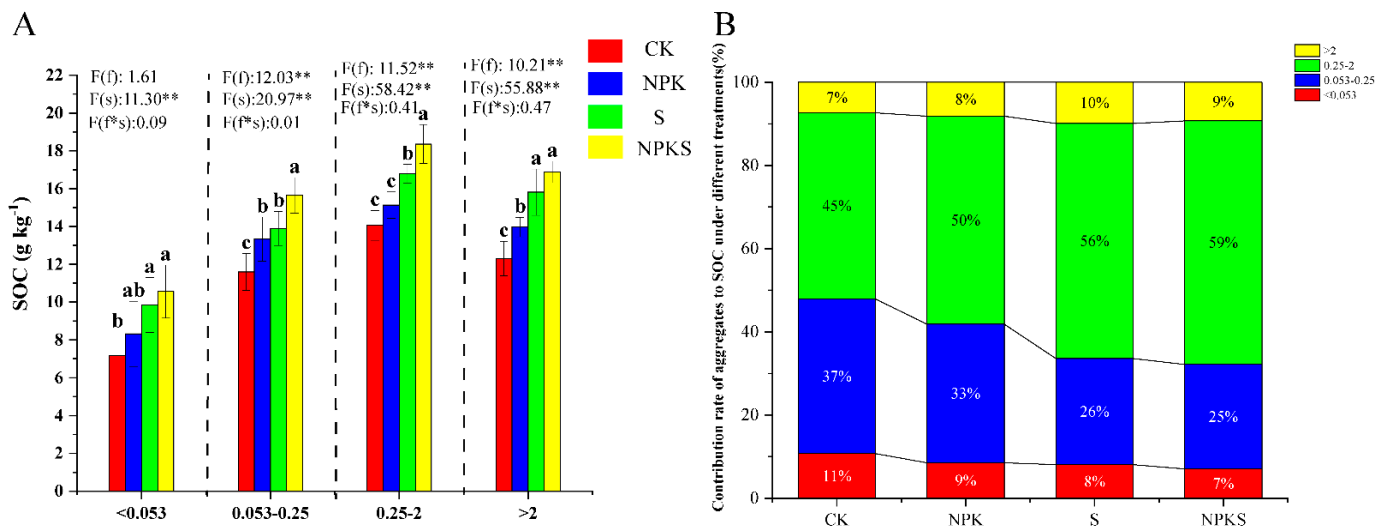 A
SOC (g kg⁻¹)
22
20
18
16
14
12
10
8
6
4
2
0
F(f): 1.61
F(s):11.30**
F(f*s):0.09
F(f):12.03**
F(s):20.97**
F(f*s):0.01
F(f): 11.52**
F(s):58.42**
F(f*s):0.41
F(f): 10.21**
F(s):55.88**
F(f*s):0.47
CK
NPK
S
NPKS
b
ab
a
a
c
b
b
a
c
c
b
a
c
b
a
a
<0.053
0.053-0.25
0.25-2
>2
B
Contribution rate of aggregates to SOC under different treatments(%)
100
80
60
40
20
0
>2
0.25-2
0.053-0.25
<0.053
7%
8%
10%
9%
45%
50%
56%
59%
37%
33%
26%
25%
11%
9%
8%
7%
CK
NPK
S
NPKS